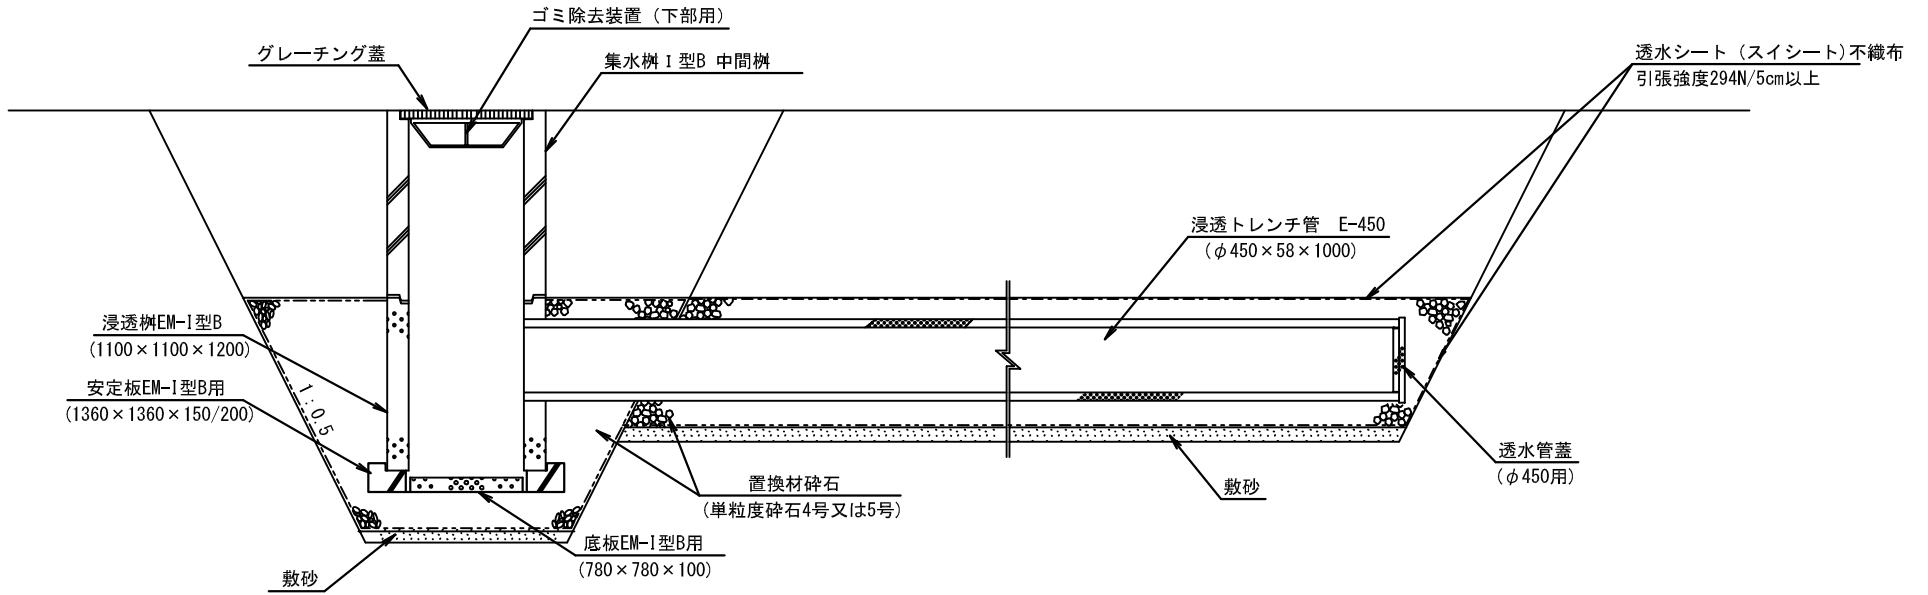 ゴミ除去装置（下部用）
グレーチング蓋
集水桝Ｉ型B 中間桝
透水シート（スイシート）不織布
引張強度294N/5cm以上
浸透トレンチ管　E-450
(φ450×58×1000)
浸透桝EM-I型B
(1100×1100×1200)
安定板EM-I型B用
(1360×1360×150/200)
1:0.5
透水管蓋
(φ450用)
置換材砕石
(単粒度砕石4号又は5号)
敷砂
底板EM-I型B用
(780×780×100)
敷砂